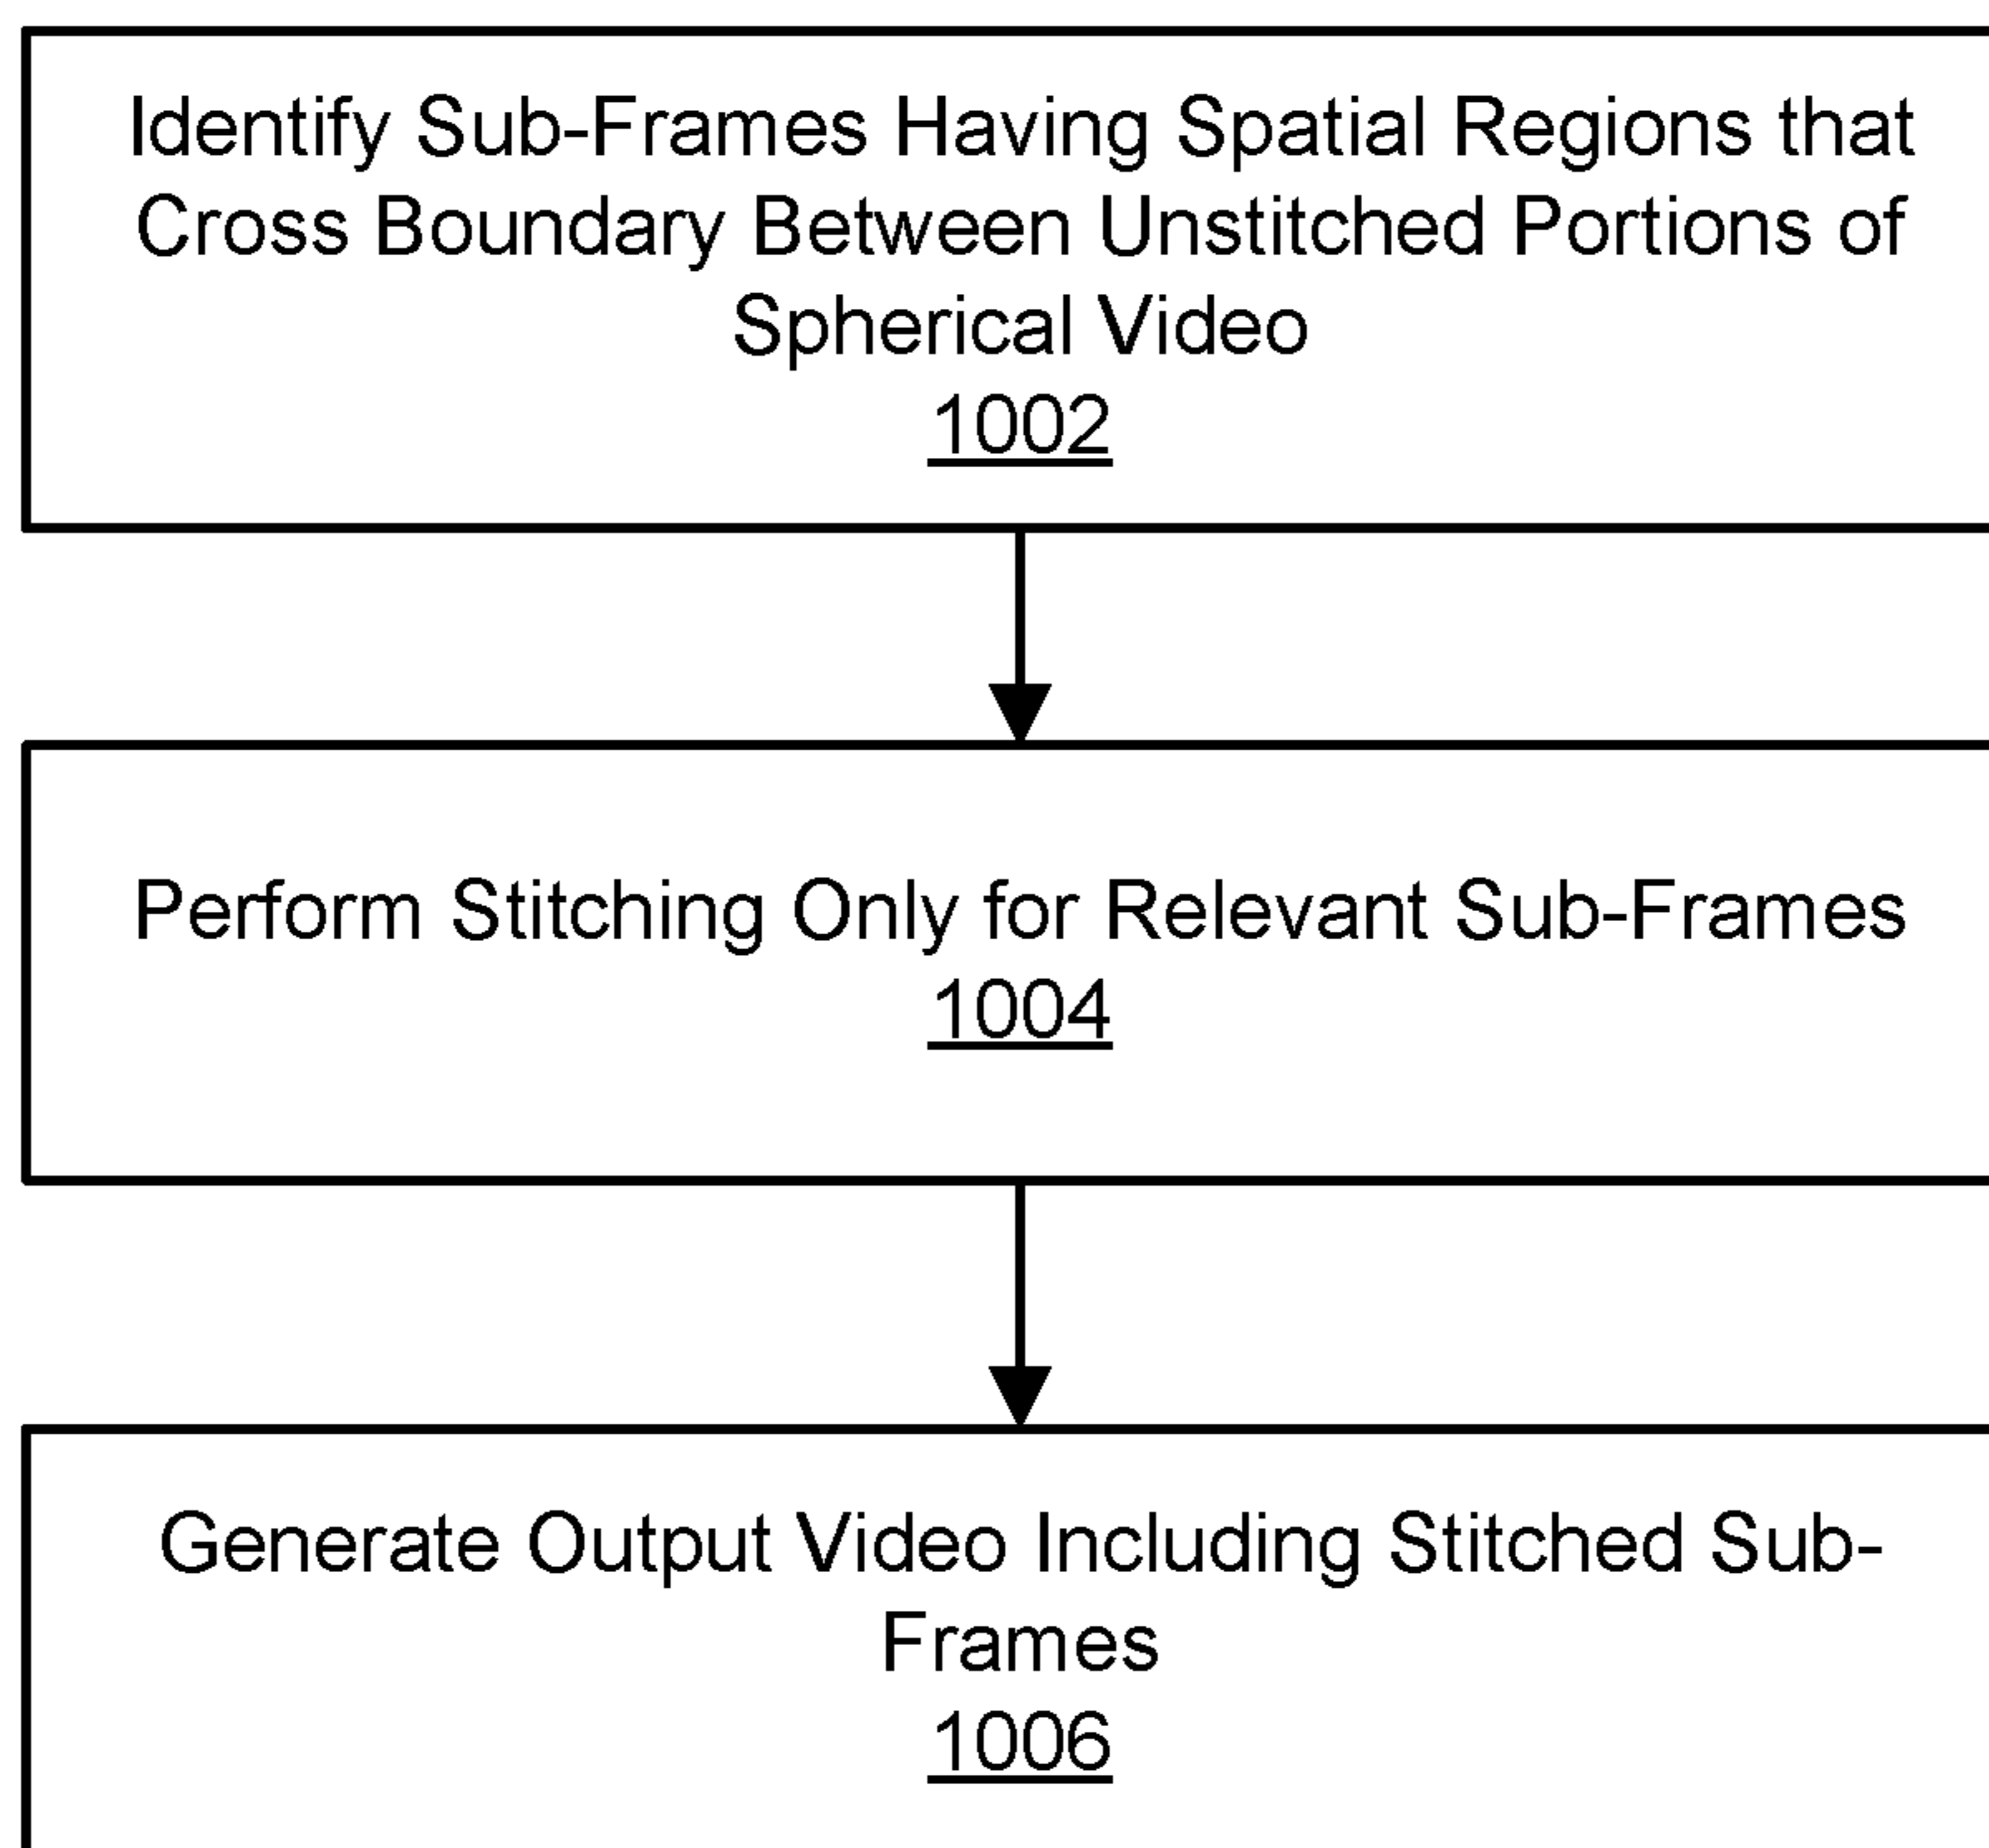 Identify Sub-Frames Having Spatial Regions that
Cross Boundary Between Unstitched Portions of
Spherical Video
1002
Perform Stitching Only for Relevant Sub-Frames
1004
Generate Output Video Including Stitched Sub-
Frames
1006